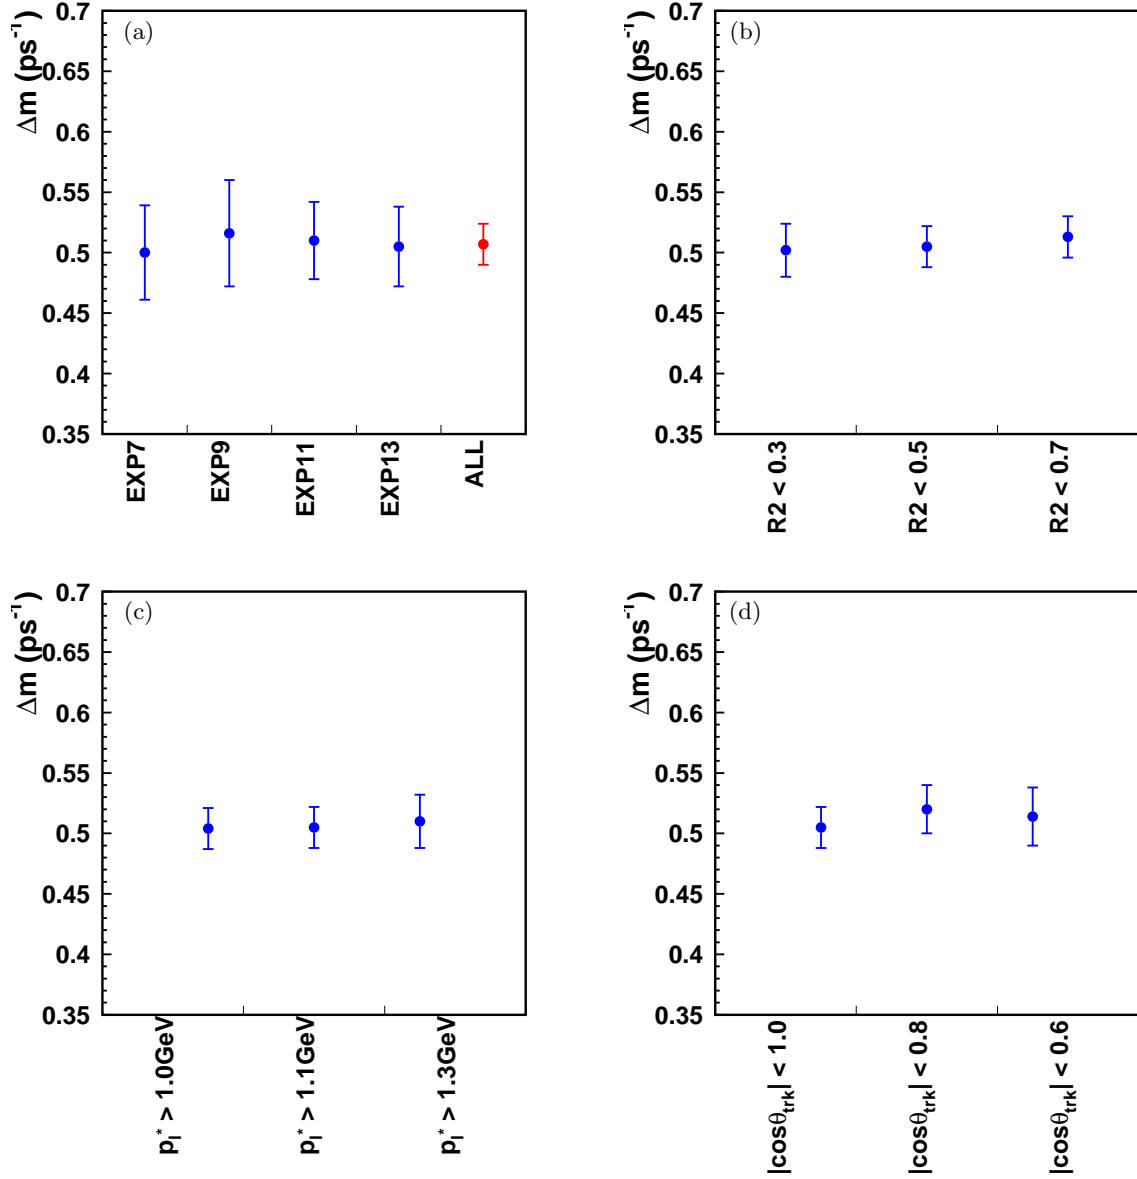 (a)
Δm (ps⁻¹)
0.7
0.65
0.6
0.55
0.5
0.45
0.4
0.35
EXP7
EXP9
EXP11
EXP13
ALL
(b)
Δm (ps⁻¹)
0.7
0.65
0.6
0.55
0.5
0.45
0.4
0.35
R2 < 0.3
R2 < 0.5
R2 < 0.7
(c)
Δm (ps⁻¹)
0.7
0.65
0.6
0.55
0.5
0.45
0.4
0.35
p_l^* > 1.0GeV
p_l^* > 1.1GeV
p_l^* > 1.3GeV
(d)
Δm (ps⁻¹)
0.7
0.65
0.6
0.55
0.5
0.45
0.4
0.35
|cosθ_trk| < 1.0
|cosθ_trk| < 0.8
|cosθ_trk| < 0.6